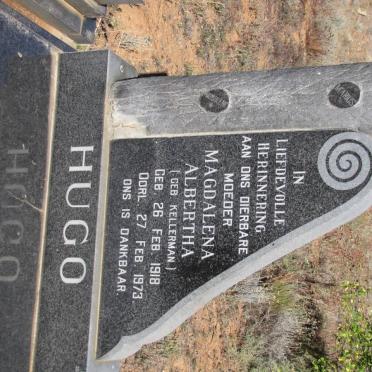 IN
LIEFDEVOLLE
HERINNERING
AAN ONS DIERBARE
MOEDER
MAGDALENA
ALBERTHA
(GEB. KELLERMAN)
GEB. 26 FEB. 1918
OORL. 27 FEB. 1973
ONS IS DANKBAAR
HUGO